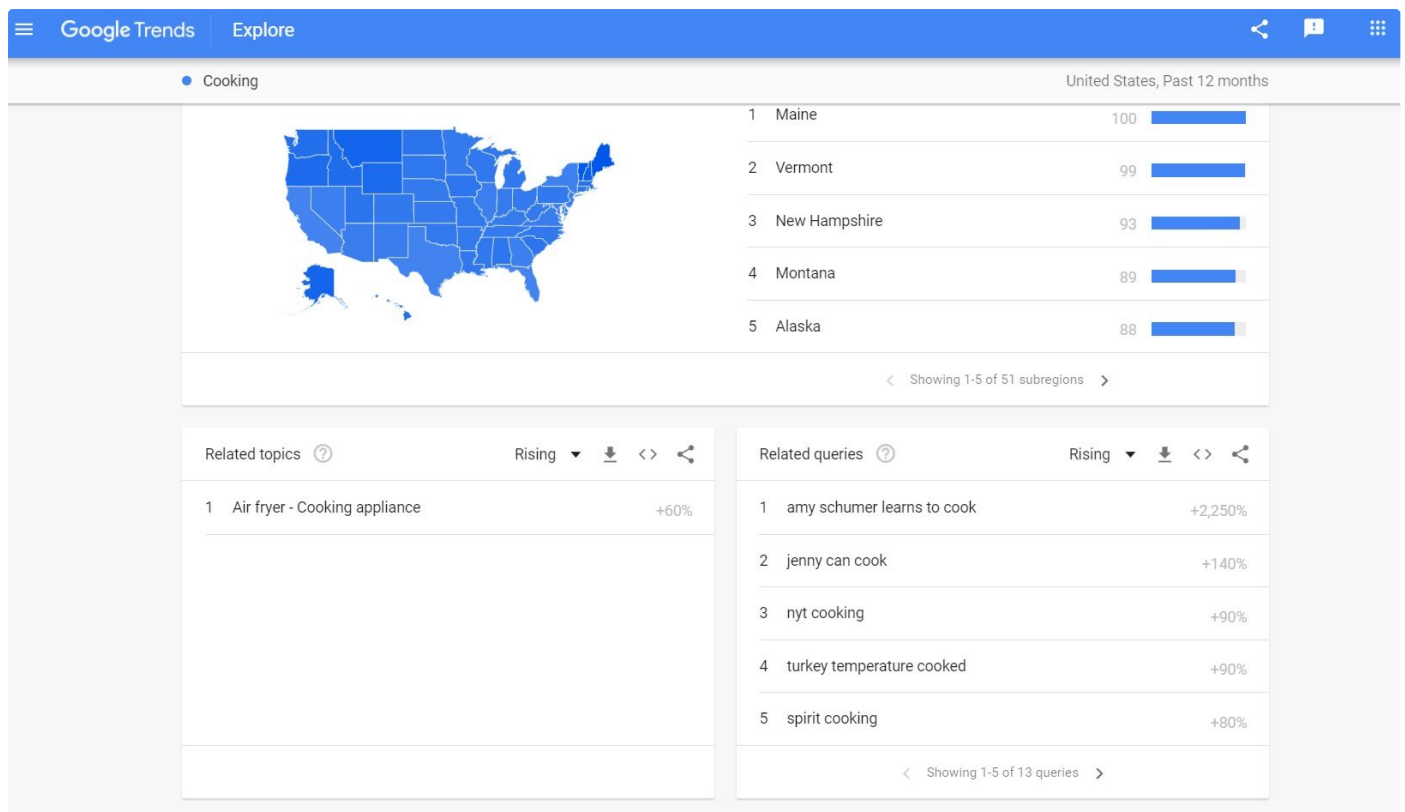 Google Trends Explore
Cooking United States, Past 12 months
1 Maine 100
2 Vermont 99
3 New Hampshire 93
4 Montana 89
5 Alaska 88
Showing 1-5 of 51 subregions
Related topics Rising
1 Air fryer - Cooking appliance +60%
Related queries Rising
1 amy schumer learns to cook +2,250%
2 jenny can cook +140%
3 nyt cooking +90%
4 turkey temperature cooked +90%
5 spirit cooking +80%
Showing 1-5 of 13 queries